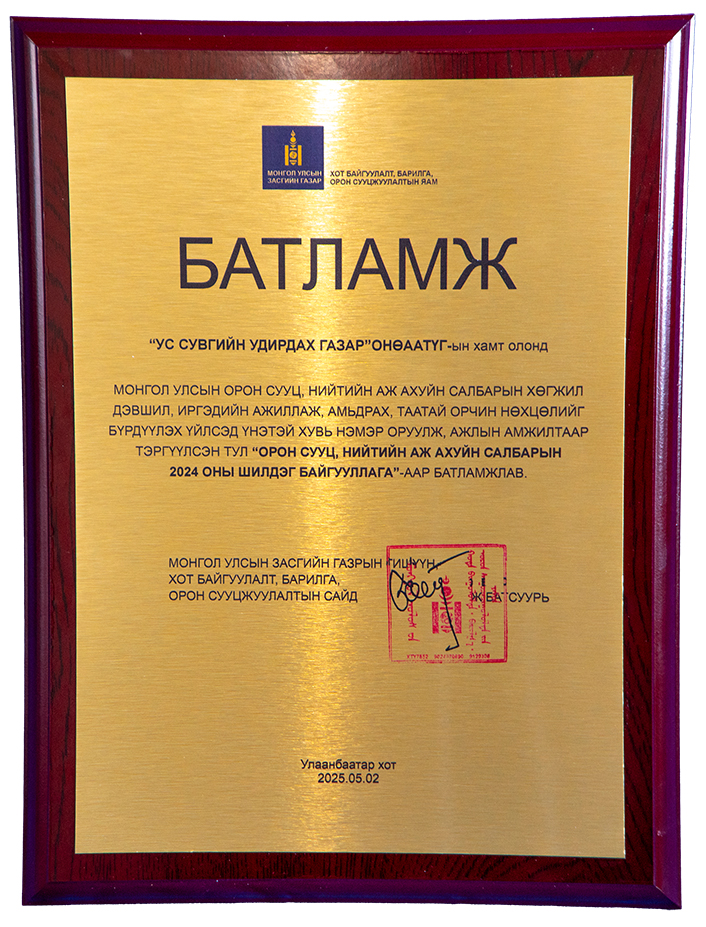 МОНГОЛ УЛСЫН
ЗАСГИЙН ГАЗАР
ХОТ БАЙГУУЛАЛТ, БАРИЛГА,
ОРОН СУУЦЖУУЛАЛТЫН ЯАМ
БАТЛАМЖ
“УС СУВГИЙН УДИРДАХ ГАЗАР”ОНӨААТҮГ-ын хамт олонд
МОНГОЛ УЛСЫН ОРОН СУУЦ, НИЙТИЙН АЖ АХУЙН САЛБАРЫН ХӨГЖИЛ
ДЭВШИЛ, ИРГЭДИЙН АЖИЛЛАЖ, АМЬДРАХ, ТААТАЙ ОРЧИН НӨХЦӨЛИЙГ
БҮРДҮҮЛЭХ ҮЙЛСЭД ҮНЭТЭЙ ХУВЬ НЭМЭР ОРУУЛЖ, АЖЛЫН АМЖИЛТААР
ТЭРГҮҮЛСЭН ТУЛ “ОРОН СУУЦ, НИЙТИЙН АЖ АХУЙН САЛБАРЫН
2024 ОНЫ ШИЛДЭГ БАЙГУУЛЛАГА”-ААР БАТЛАМЖЛАВ.
МОНГОЛ УЛСЫН ЗАСГИЙН ГАЗРЫН ГИШҮҮН,
ХОТ БАЙГУУЛАЛТ, БАРИЛГА,
ОРОН СУУЦЖУУЛАЛТЫН САЙД Ж.БАТСУУРЬ
Улаанбаатар хот
2025.05.02